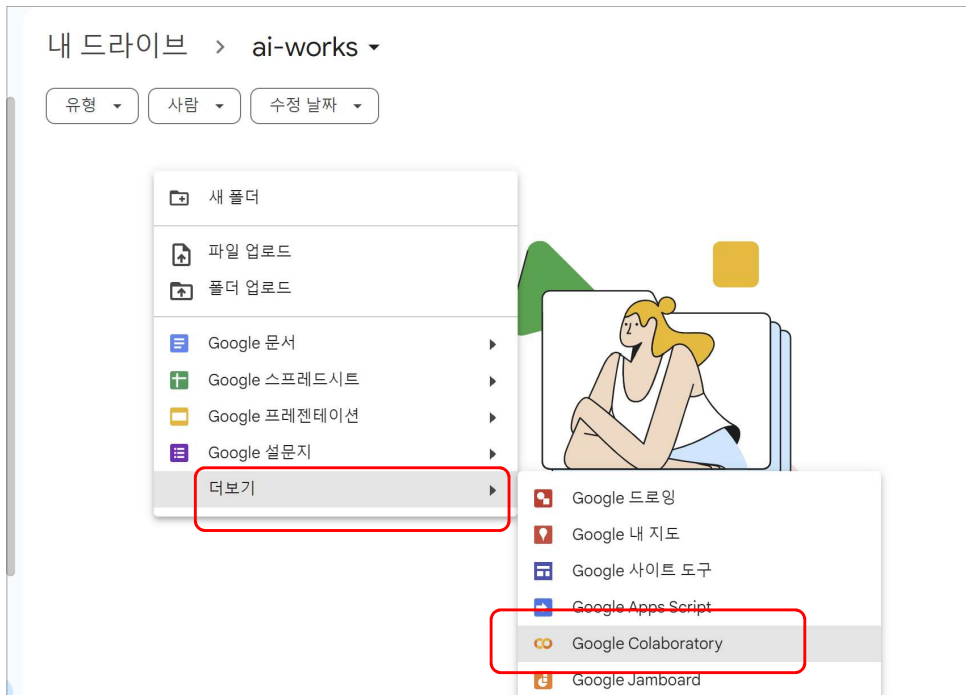 내 드라이브 > ai-works
유형 사람 수정 날짜
새 폴더
파일 업로드
폴더 업로드
Google 문서
Google 스프레드시트
Google 프레젠테이션
Google 설문지
더보기
Google 드로잉
Google 내 지도
Google 사이트 도구
Google Apps Script
Google Colaboratory
Google Jamboard